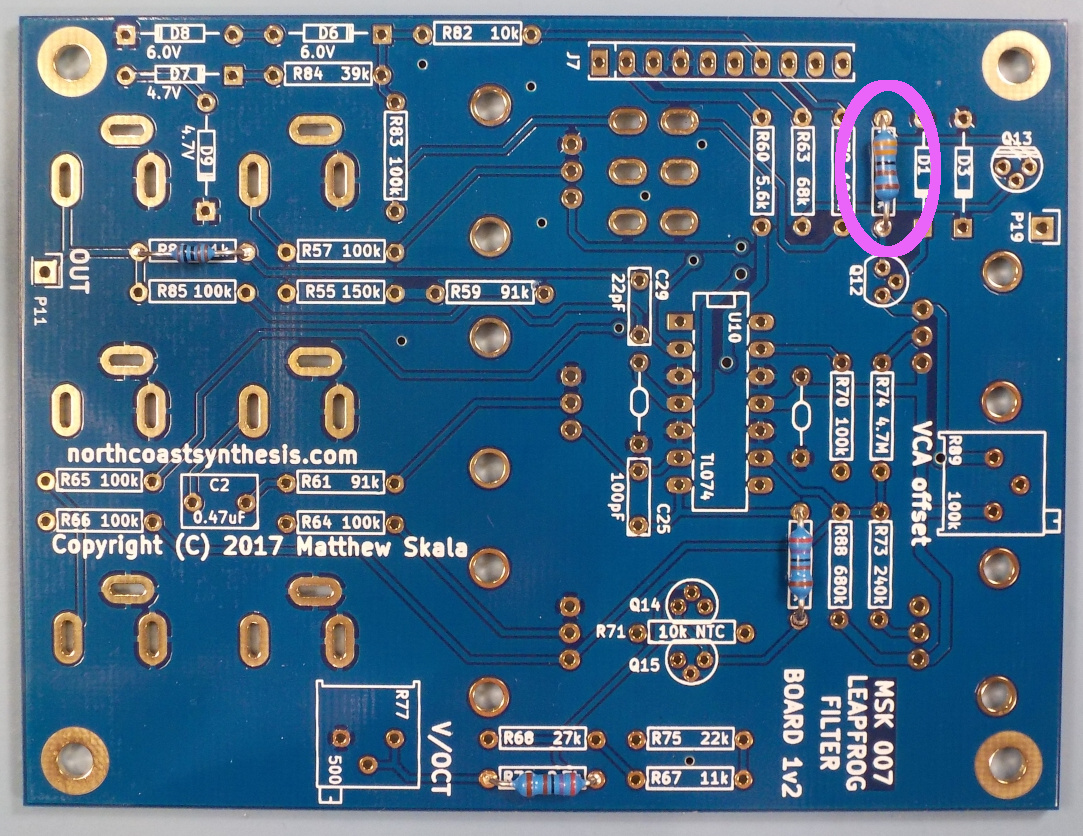 D8
6.0V
D6
6.0V
R82 10k
J7
D7
4.7V
R84 39k
4.7V
D9
R83 100k
R60 5.6k
R63 68k
D1
D3
Q13
P19
OUT
P11
R57 100k
R85 100k
R55 150k
R59 91k
C29
22pF
U10
TL074
Q12
R70 100k
R74 4.7M
VCA offset
R89
100k
northcoastsynthesis.com
R65 100k
C2
0.47uF
R61 91k
R66 100k
R64 100k
100pF
C25
Copyright (C) 2017 Matthew Skala
R88 680k
R73 240k
Q14
R71
10k NTC
Q15
R77
500
V/OCT
R68 27k
R75 22k
R67 11k
MSK 007
LEAPFROG
FILTER
BOARD 1v2